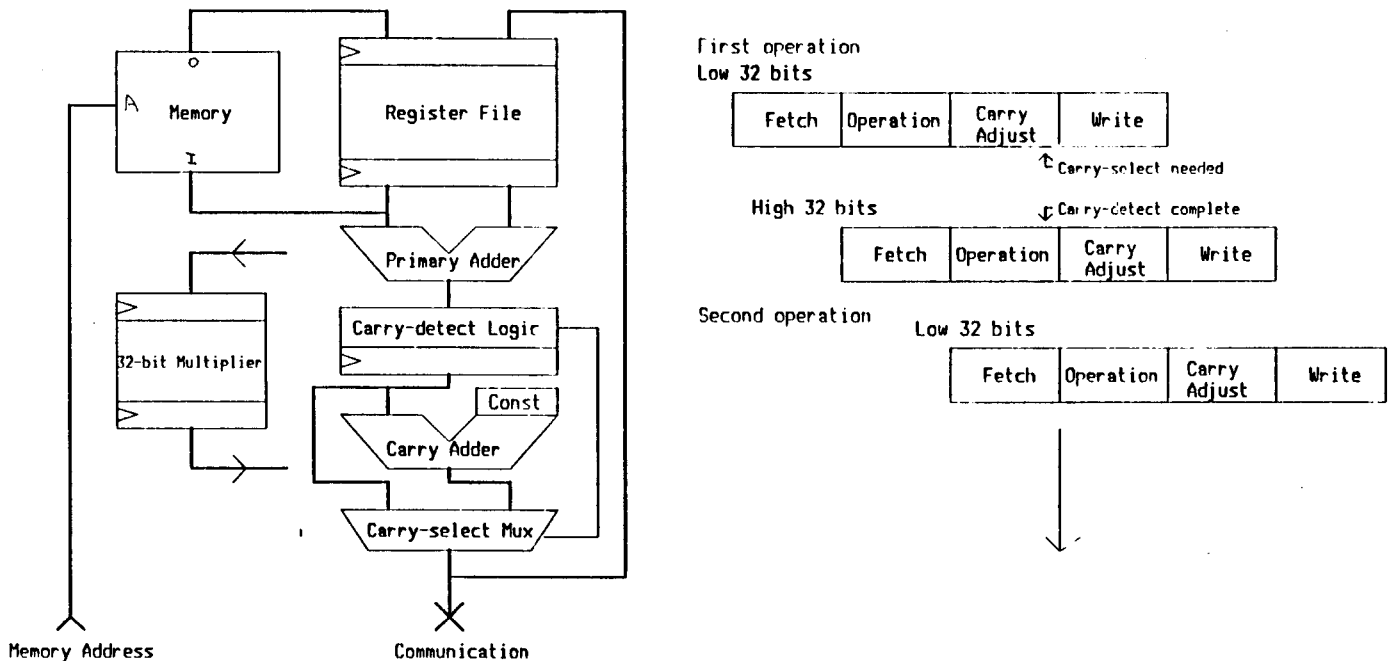 O
A
Memory
I
Register File
Primary Adder
32-bit Multiplier
Carry-detect Logic
Const
Carry Adder
Carry-select Mux
Memory Address
Communication
First operation
Low 32 bits
Fetch
Operation
Carry
Adjust
Write
Carry-select needed
High 32 bits
Carry-detect complete
Fetch
Operation
Carry
Adjust
Write
Second operation
Low 32 bits
Fetch
Operation
Carry
Adjust
Write